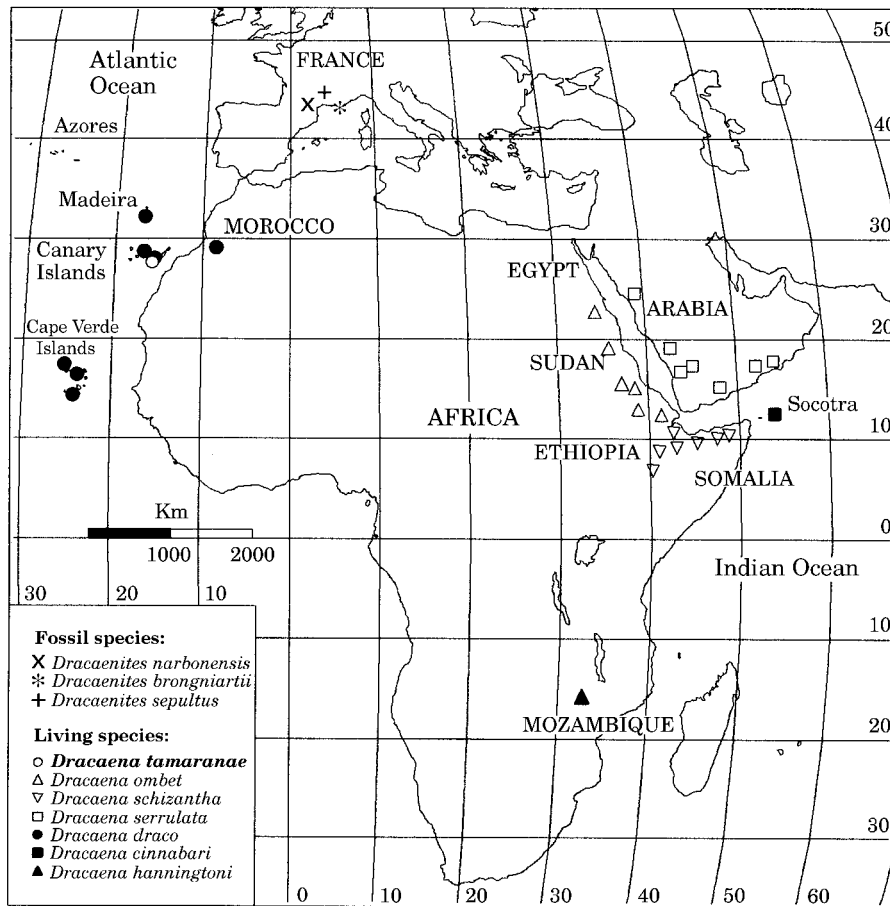 Atlantic
Ocean
FRANCE
50
Azores
40
Madeira
MOROCCO
30
Canary
Islands
EGYPT
ARABIA
Cape Verde
Islands
20
SUDAN
Socotra
AFRICA
10
ETHIOPIA
SOMALIA
Km
1000 2000
0
Indian Ocean
30 20 10
10
MOZAMBIQUE
20
30
0 10 20 30 40 50 60
Fossil species:
Dracaenites narbonensis
Dracaenites brongniartii
Dracaenites sepultus
Living species:
Dracaena tamaranae
Dracaena ombet
Dracaena schizantha
Dracaena serrulata
Dracaena draco
Dracaena cinnabari
Dracaena hanningtoni